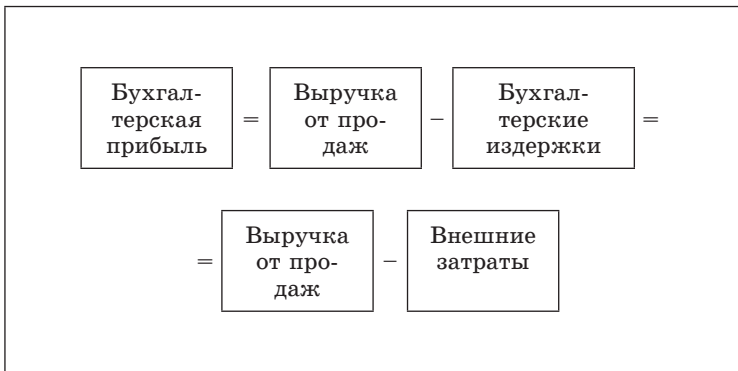 Бухгал-
терская
прибыль
=
Выручка
от про-
даж
–
Бухгал-
терские
издержки
=
=
Выручка
от про-
даж
–
Внешние
затраты